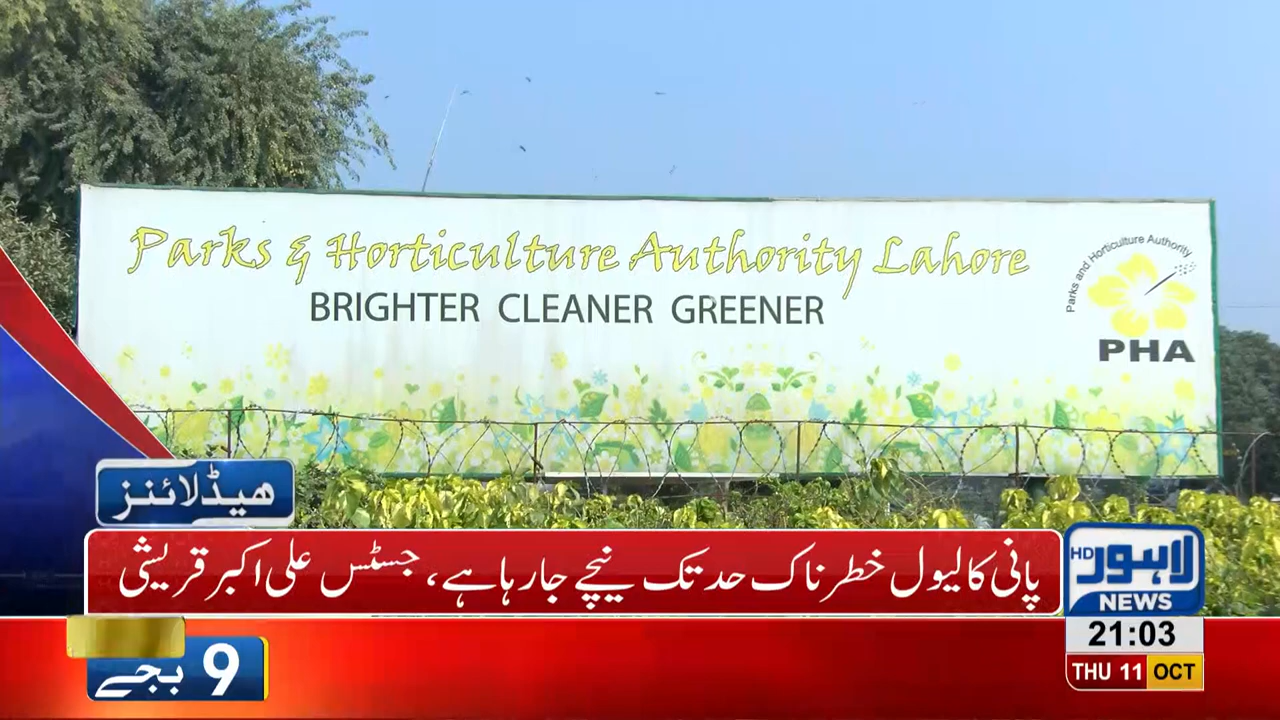 Parks & Horticulture Authority Lahore
BRIGHTER CLEANER GREENER
Parks and Horticulture Authority
PHA
ھیڈلائنز
پانی کا لیول خطرناک حد تک نیچے جا رہا ہے، جسٹس علی اکبر قریشی
HD
لاہور
NEWS
21:03
THU 11 OCT
9 بجے